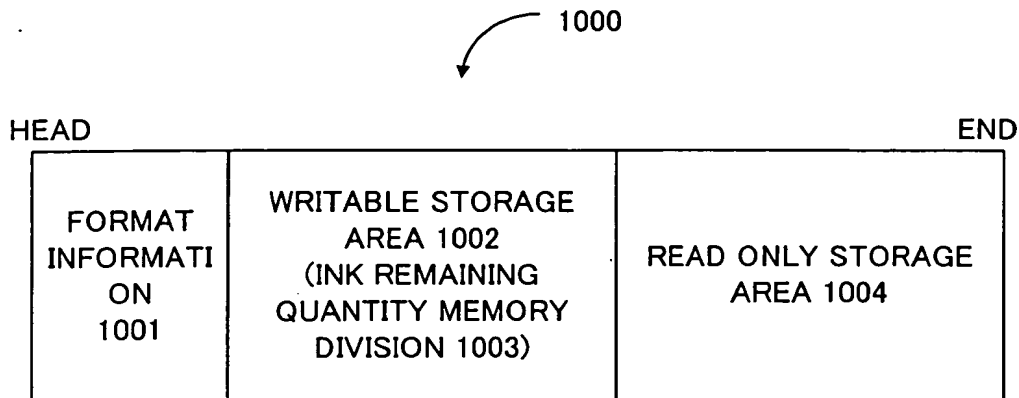 1000
HEAD
END
FORMAT
INFORMATI
ON
1001
WRITABLE STORAGE
AREA 1002
(INK REMAINING
QUANTITY MEMORY
DIVISION 1003)
READ ONLY STORAGE
AREA 1004